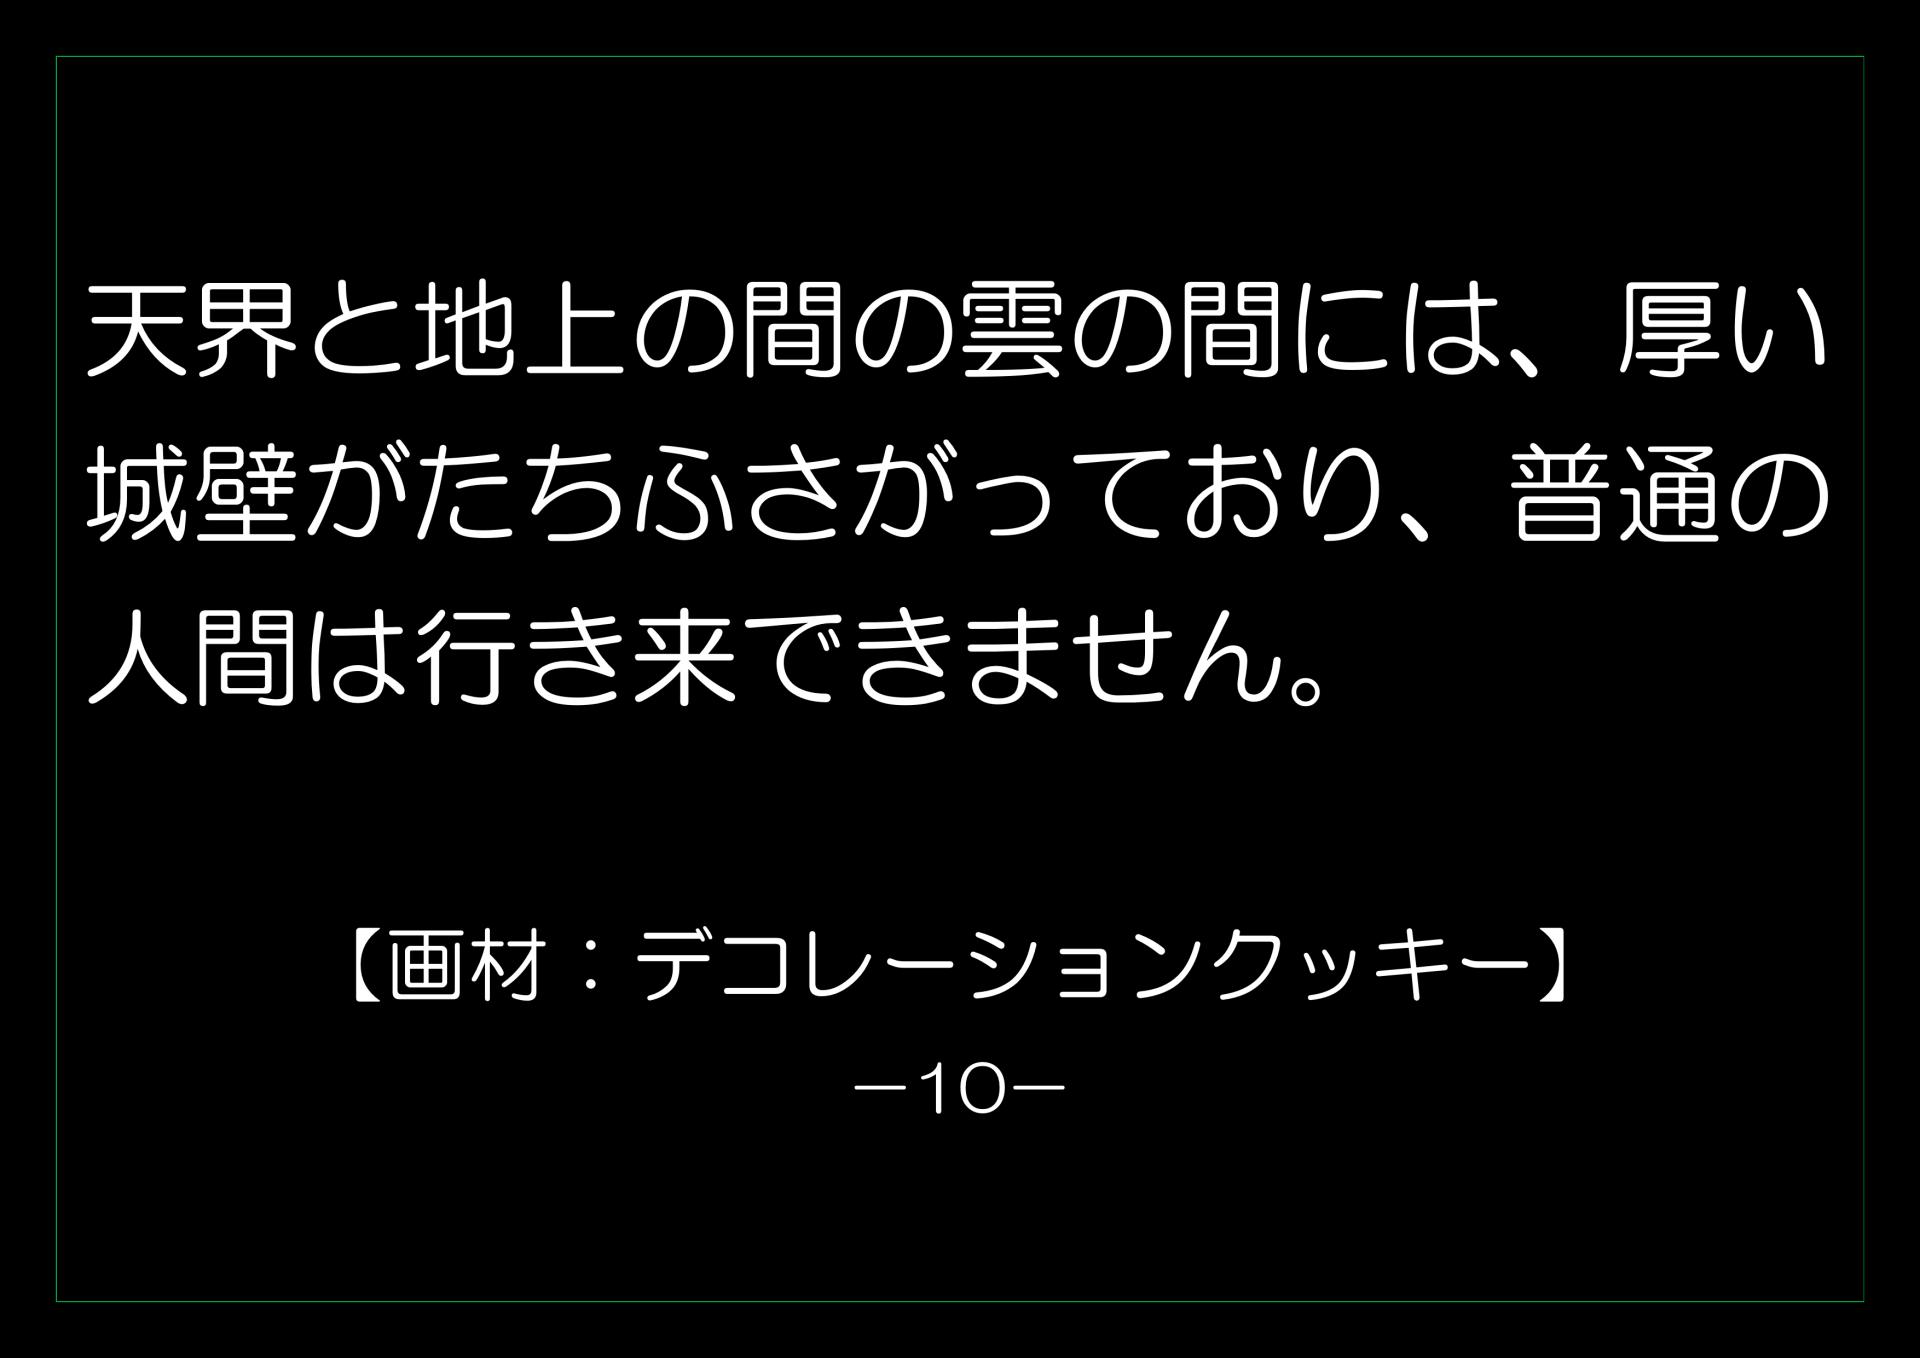 天界と地上の間の雲の間には、厚い
城壁がたちふさがっており、普通の
人間は行き来できません。
【画材：デコレーションクッキー】
－10－